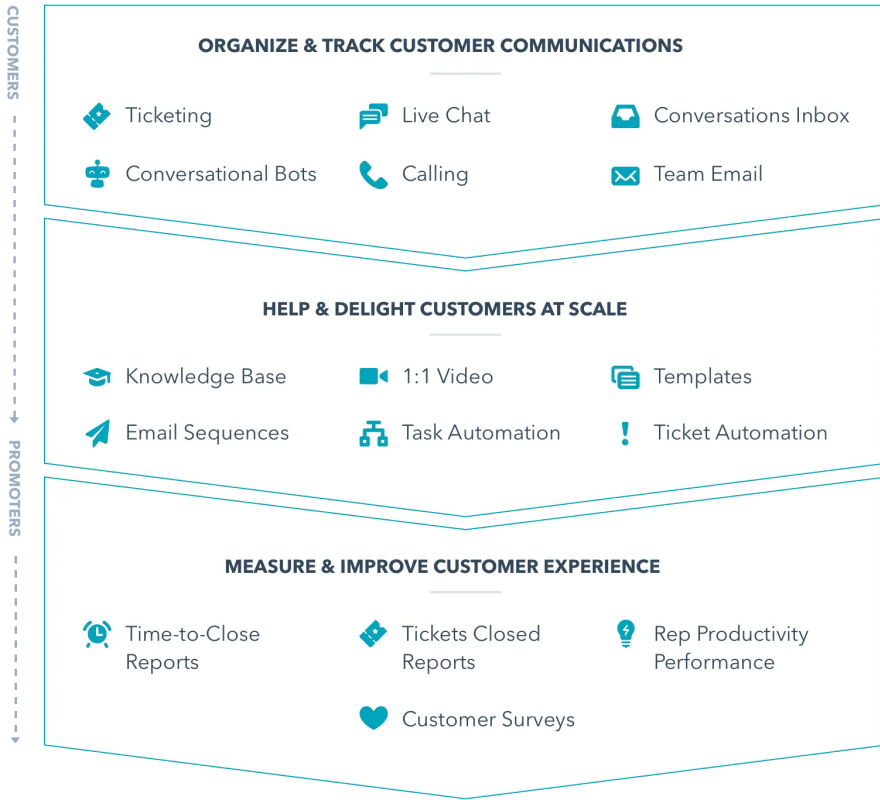 CUSTOMERS
ORGANIZE & TRACK CUSTOMER COMMUNICATIONS
Ticketing
Live Chat
Conversations Inbox
Conversational Bots
Calling
Team Email
HELP & DELIGHT CUSTOMERS AT SCALE
Knowledge Base
1:1 Video
Templates
Email Sequences
Task Automation
Ticket Automation
PROMOTERS
MEASURE & IMPROVE CUSTOMER EXPERIENCE
Time-to-Close
Reports
Tickets Closed
Reports
Rep Productivity
Performance
Customer Surveys